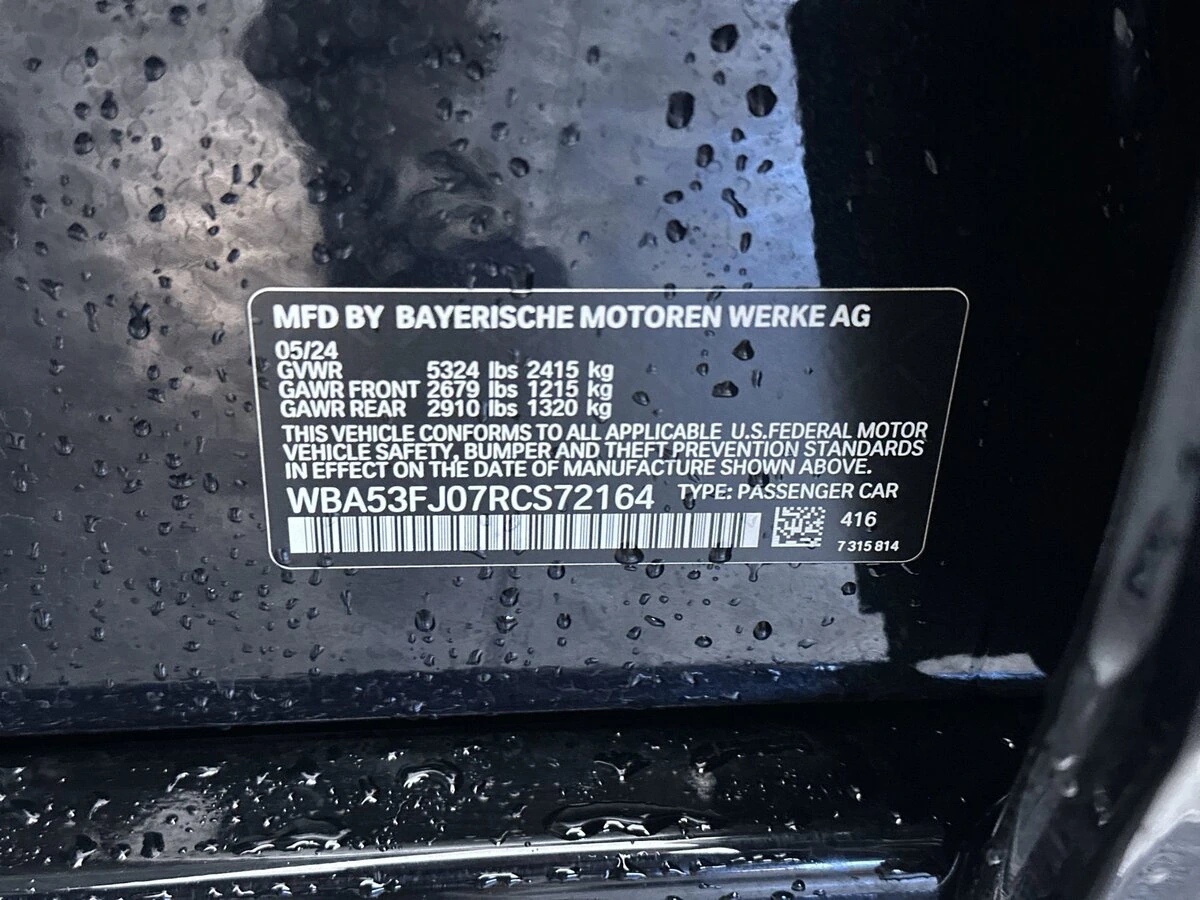 MFD BY BAYERISCHE MOTOREN WERKE AG
05/24
GVWR 5324 lbs 2415 kg
GAWR FRONT 2679 lbs 1215 kg
GAWR REAR 2910 lbs 1320 kg
THIS VEHICLE CONFORMS TO ALL APPLICABLE U.S.FEDERAL MOTOR
VEHICLE SAFETY, BUMPER AND THEFT PREVENTION STANDARDS
IN EFFECT ON THE DATE OF MANUFACTURE SHOWN ABOVE.
WBA53FJ07RCS72164 TYPE: PASSENGER CAR
416
7 315 814